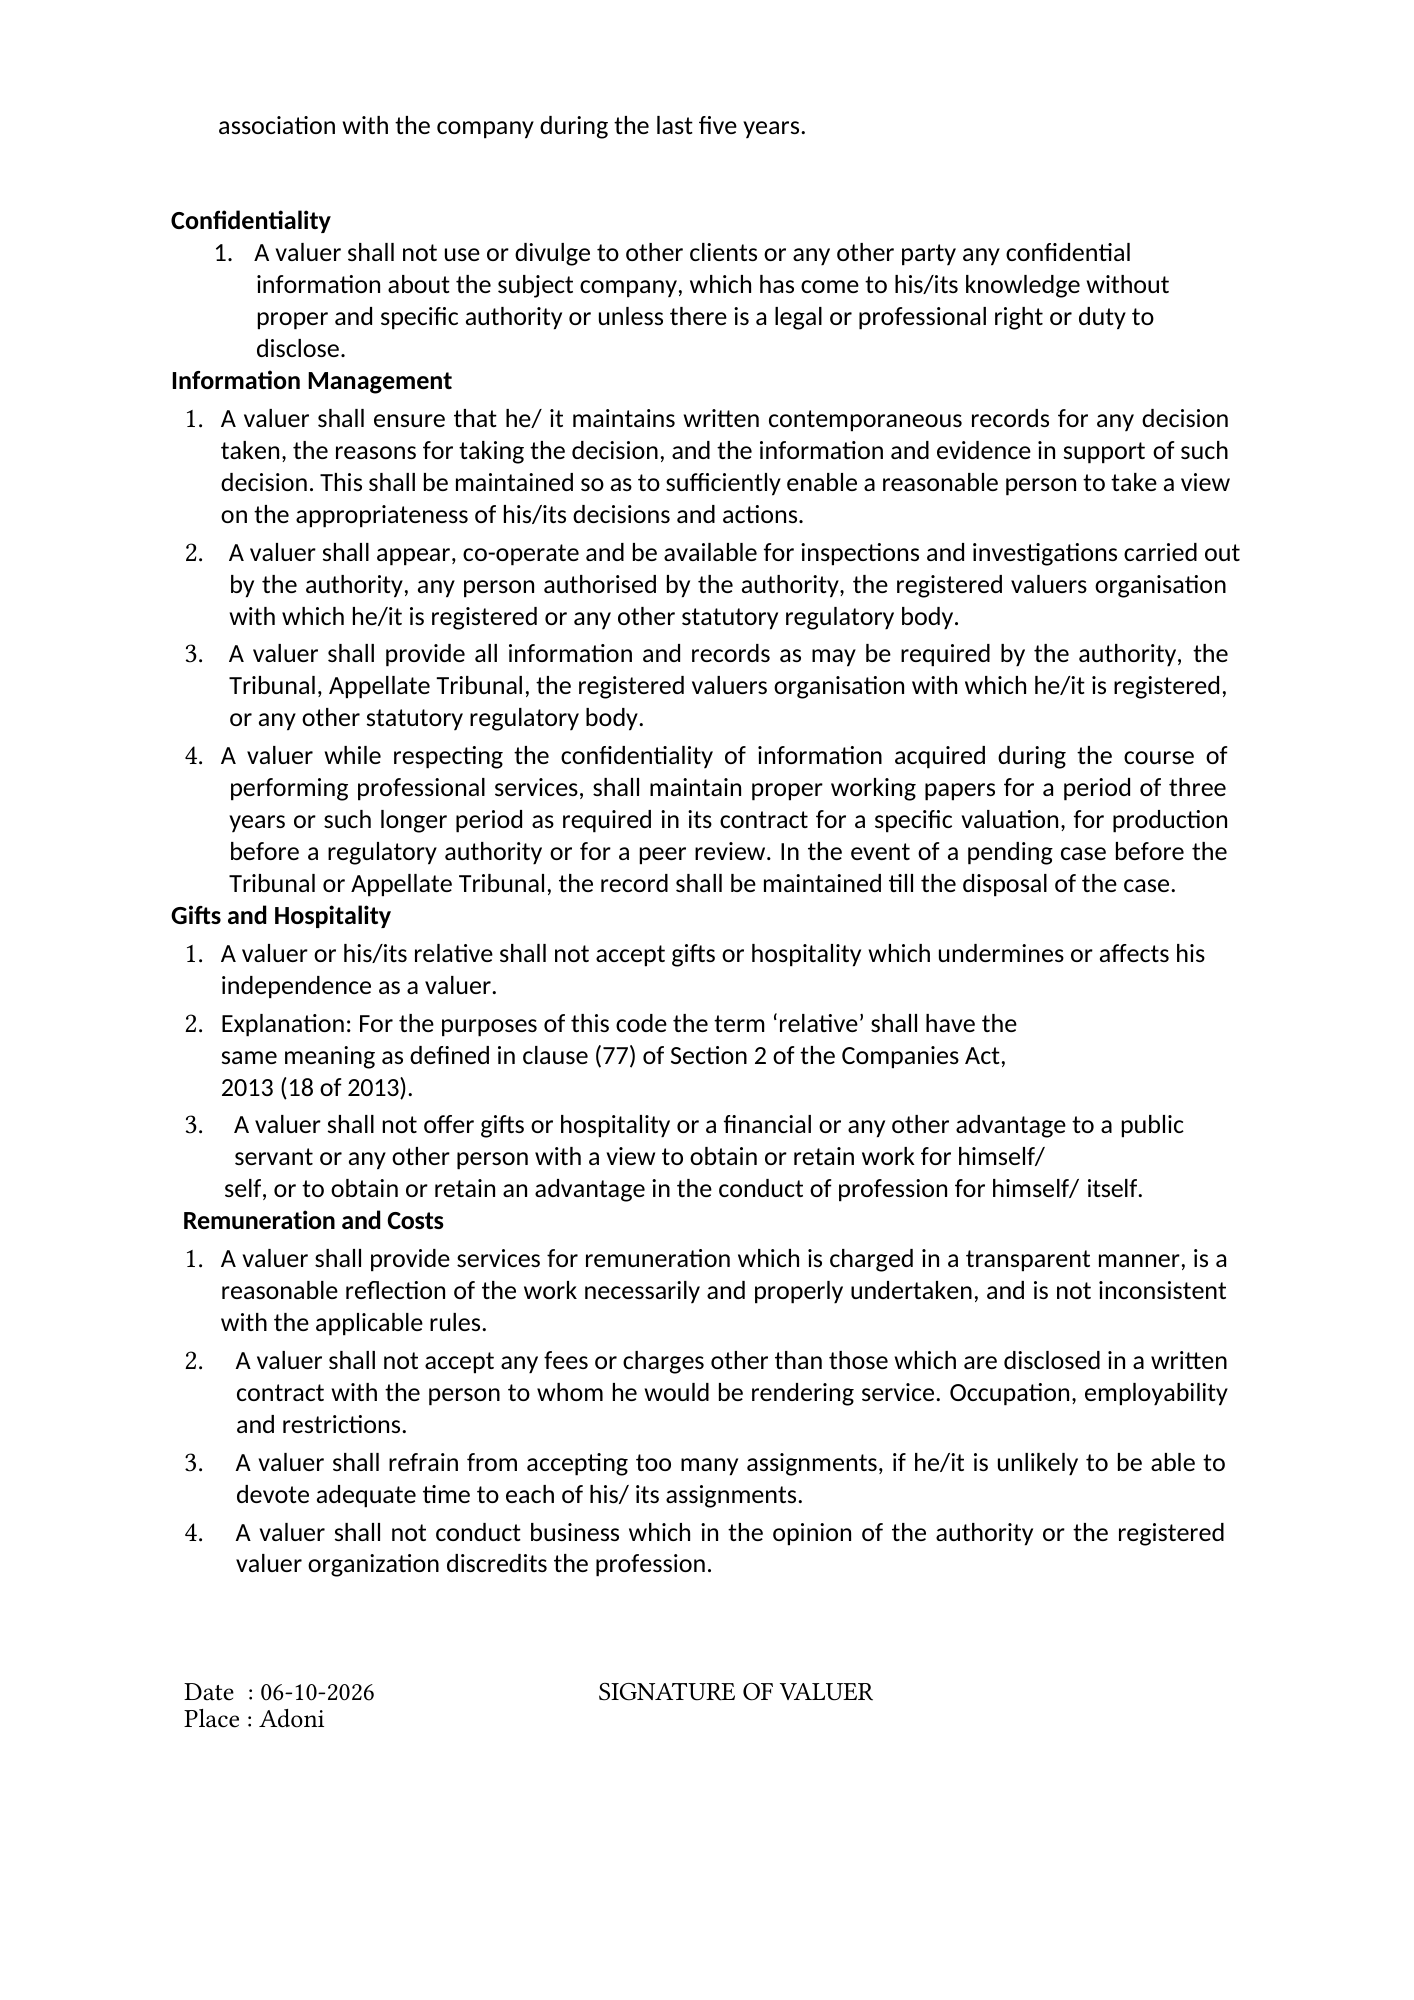 association with the company during the last five years.
Confidentiality
1. A valuer shall not use or divulge to other clients or any other party any confidential
information about the subject company, which has come to his/its knowledge without
proper and specific authority or unless there is a legal or professional right or duty to
disclose.
Information Management
1. A valuer shall ensure that he/ it maintains written contemporaneous records for any decision
taken, the reasons for taking the decision, and the information and evidence in support of such
decision. This shall be maintained so as to sufficiently enable a reasonable person to take a view
on the appropriateness of his/its decisions and actions.
2. A valuer shall appear, co-operate and be available for inspections and investigations carried out
by the authority, any person authorised by the authority, the registered valuers organisation
with which he/it is registered or any other statutory regulatory body.
3. A valuer shall provide all information and records as may be required by the authority, the
Tribunal, Appellate Tribunal, the registered valuers organisation with which he/it is registered,
or any other statutory regulatory body.
4. A valuer while respecting the confidentiality of information acquired during the course of
performing professional services, shall maintain proper working papers for a period of three
years or such longer period as required in its contract for a specific valuation, for production
before a regulatory authority or for a peer review. In the event of a pending case before the
Tribunal or Appellate Tribunal, the record shall be maintained till the disposal of the case.
Gifts and Hospitality
1. A valuer or his/its relative shall not accept gifts or hospitality which undermines or affects his
independence as a valuer.
2. Explanation: For the purposes of this code the term ‘relative’ shall have the
same meaning as defined in clause (77) of Section 2 of the Companies Act,
2013 (18 of 2013).
3. A valuer shall not offer gifts or hospitality or a financial or any other advantage to a public
servant or any other person with a view to obtain or retain work for himself/
self, or to obtain or retain an advantage in the conduct of profession for himself/ itself.
Remuneration and Costs
1. A valuer shall provide services for remuneration which is charged in a transparent manner, is a
reasonable reflection of the work necessarily and properly undertaken, and is not inconsistent
with the applicable rules.
2. A valuer shall not accept any fees or charges other than those which are disclosed in a written
contract with the person to whom he would be rendering service. Occupation, employability
and restrictions.
3. A valuer shall refrain from accepting too many assignments, if he/it is unlikely to be able to
devote adequate time to each of his/ its assignments.
4. A valuer shall not conduct business which in the opinion of the authority or the registered
valuer organization discredits the profession.
Date : 06-10-2026 SIGNATURE OF VALUER
Place : Adoni